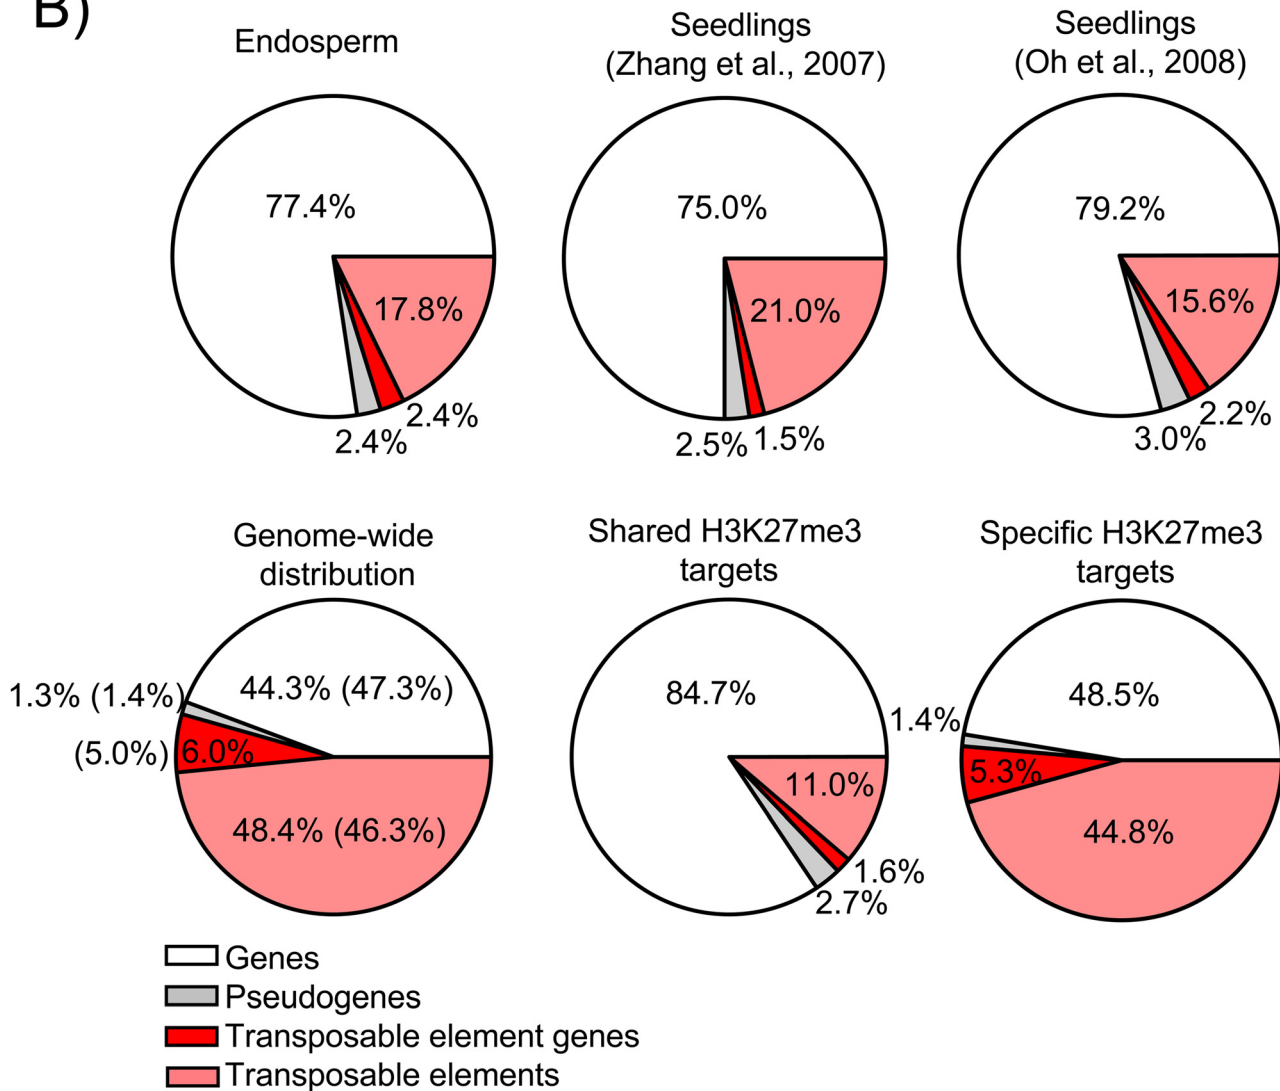 B)
Endosperm
Seedlings
(Zhang et al., 2007)
Seedlings
(Oh et al., 2008)
77.4%
17.8%
2.4%
2.4%
75.0%
21.0%
2.5%
1.5%
79.2%
15.6%
2.2%
3.0%
Genome-wide
distribution
Shared H3K27me3
targets
Specific H3K27me3
targets
1.3% (1.4%)
44.3% (47.3%)
(5.0%)
6.0%
48.4% (46.3%)
84.7%
11.0%
1.6%
2.7%
1.4%
48.5%
5.3%
44.8%
Genes
Pseudogenes
Transposable element genes
Transposable elements